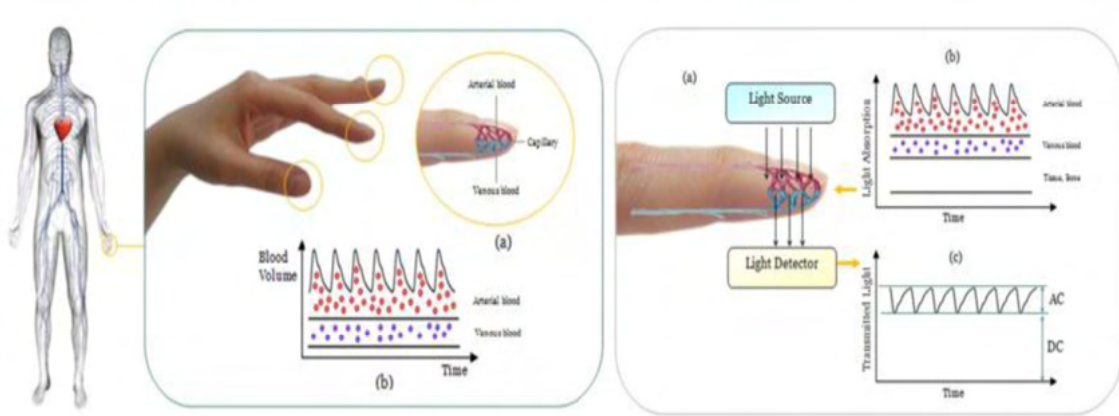 Arterial blood
Capillary
Venous blood
(a)
Blood
Volume
Arterial blood
Venous blood
Time
(b)
(a)
Light Source
Light Detector
(b)
Light Absorption
Arterial blood
Venous blood
Tissue, Bone
Time
(c)
Transmitted Light
AC
DC
Time